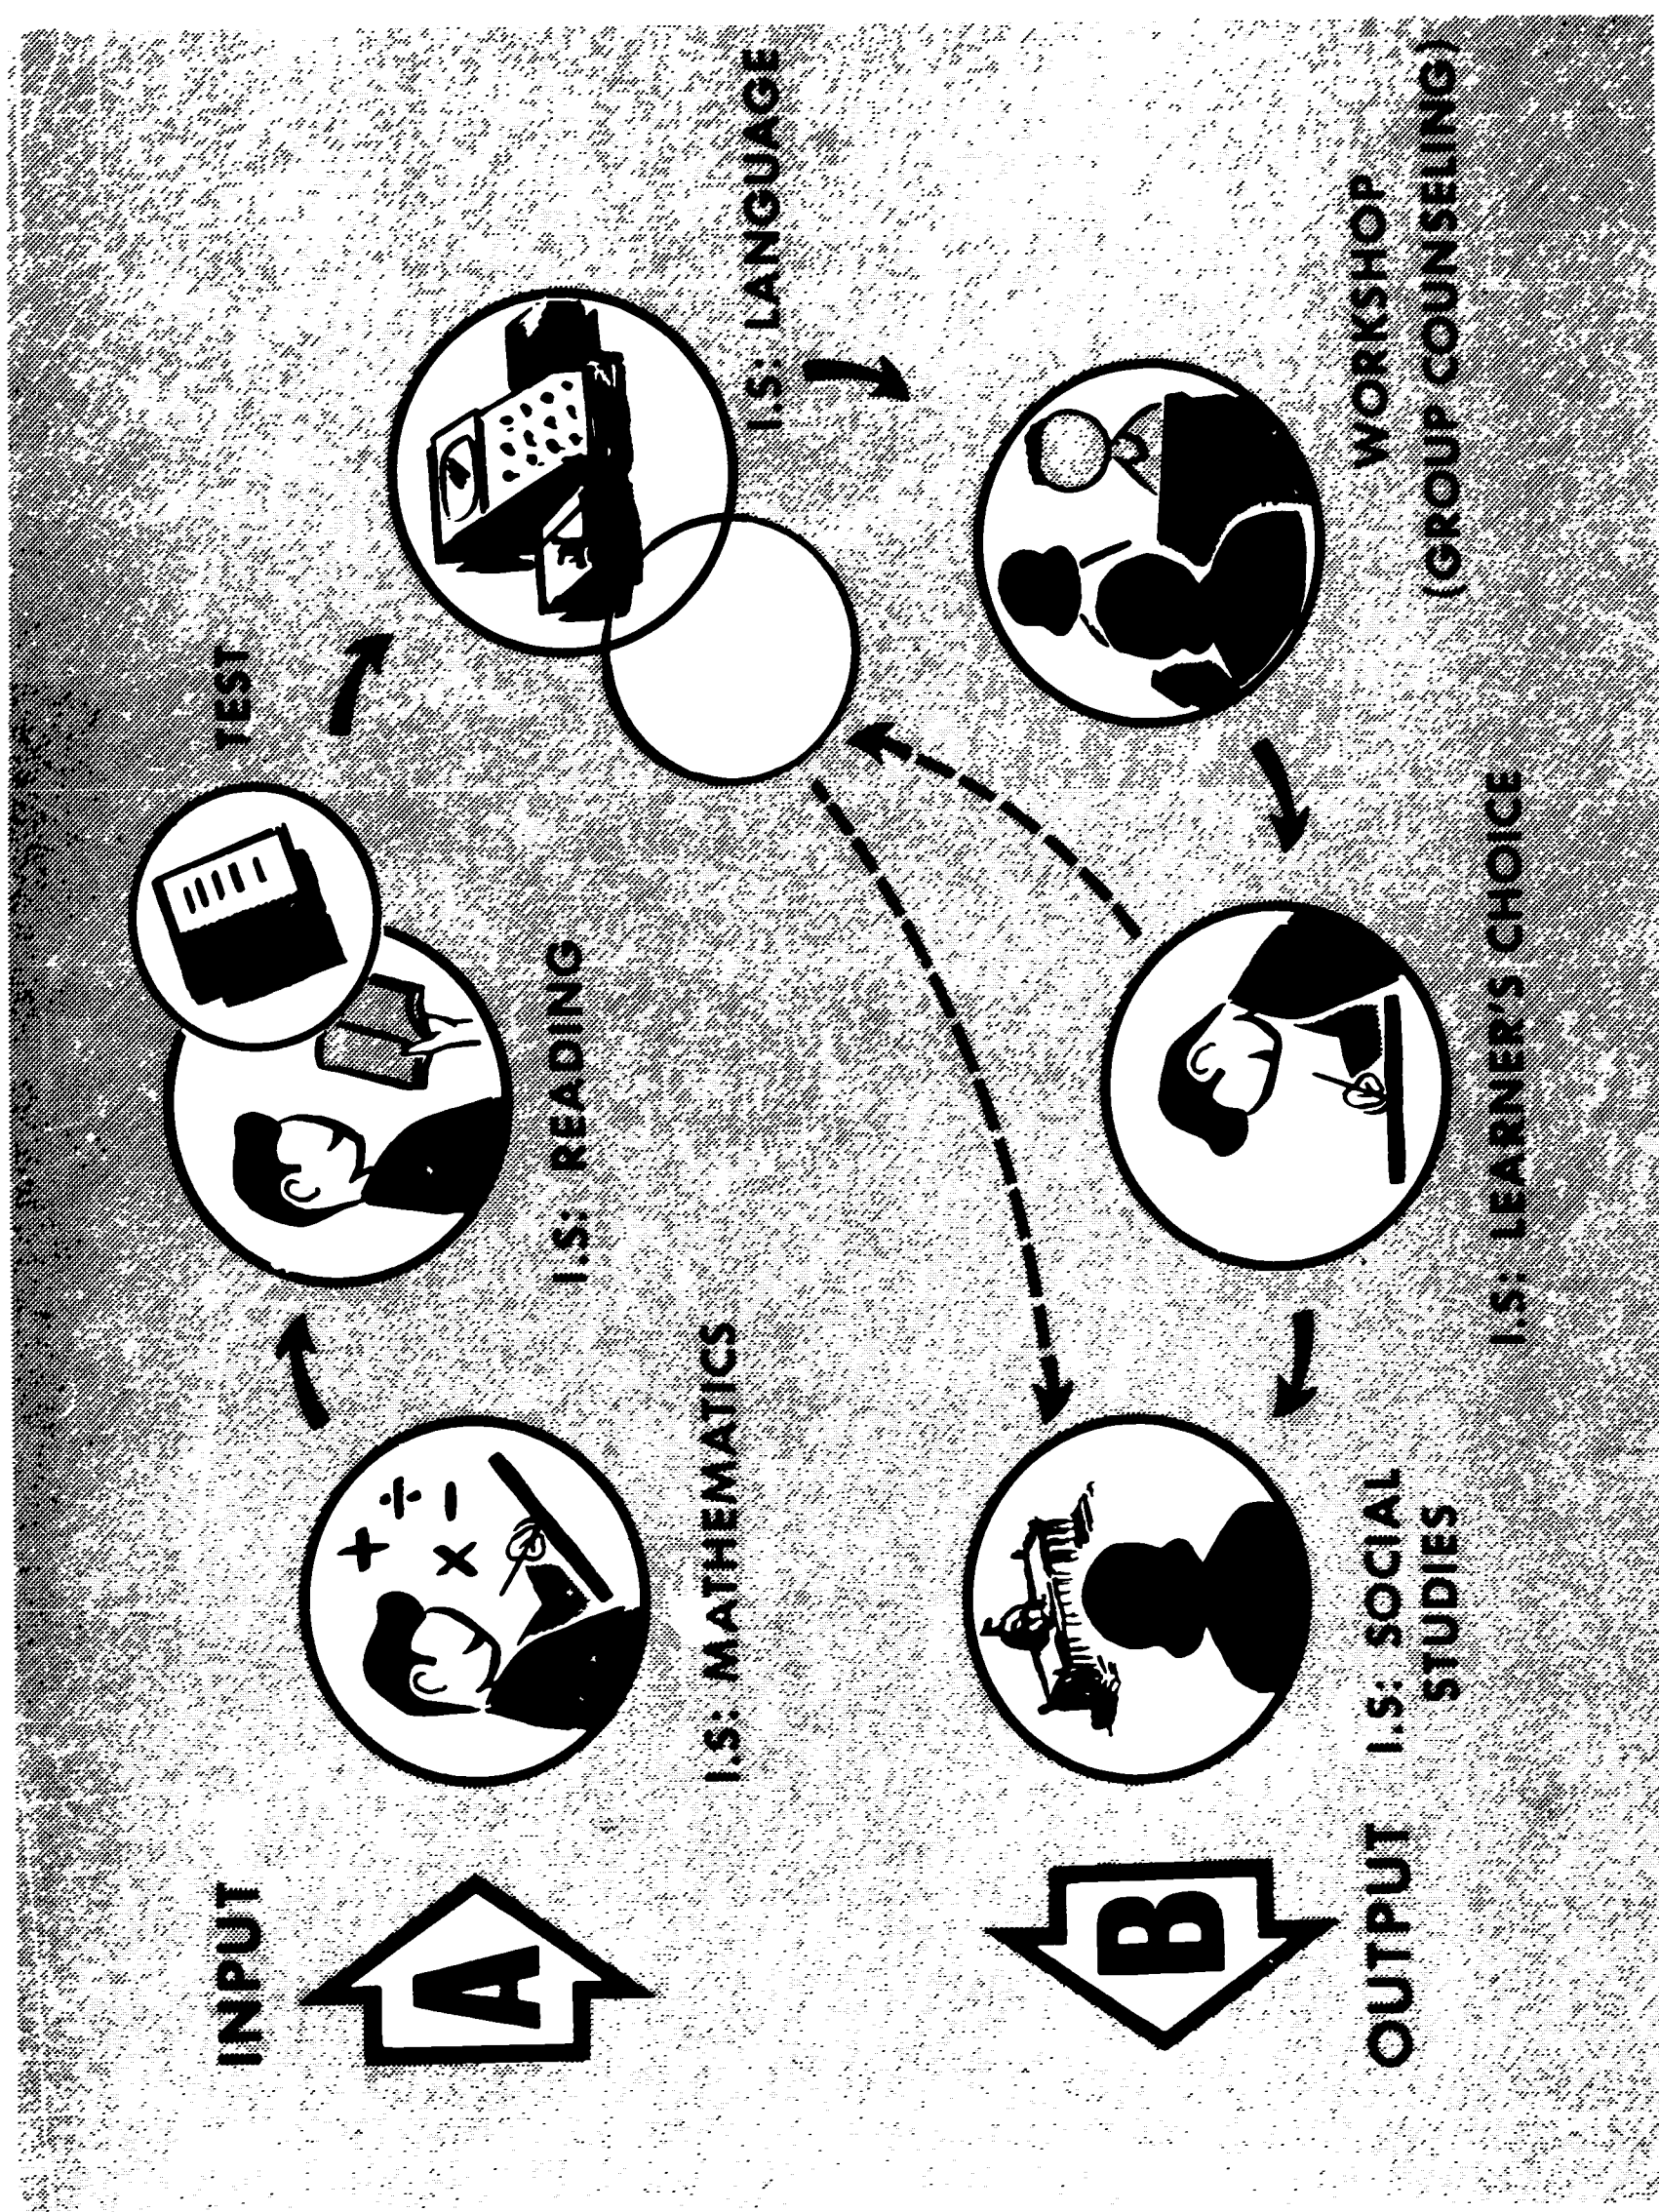 INPUT
A
I.S: MATHEMATICS
+ ÷
× −
I.S: READING
TEST
I.S: LANGUAGE
WORKSHOP
(GROUP COUNSELING)
I.S: LEARNER'S CHOICE
I.S: SOCIAL
STUDIES
B
OUTPUT